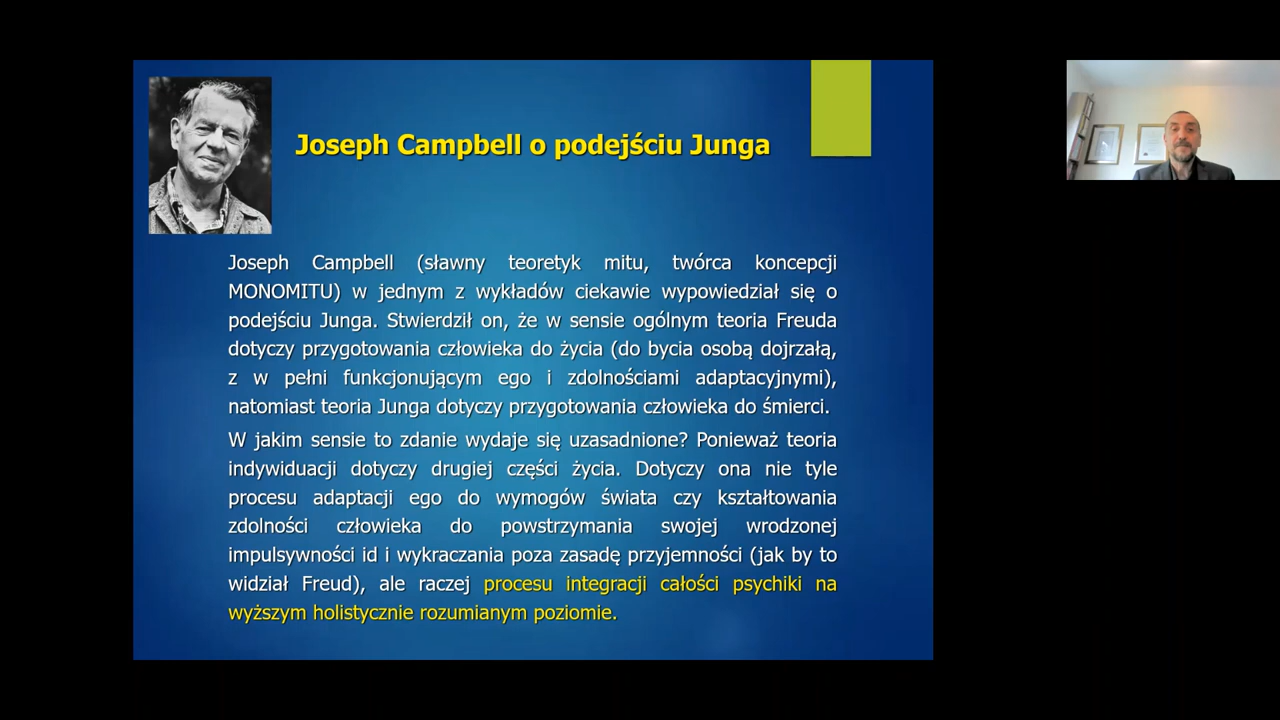 Joseph Campbell o podejściu Junga
Joseph Campbell (sławny teoretyk mitu, twórca koncepcji
MONOMITU) w jednym z wykładów ciekawie wypowiedział się o
podejściu Junga. Stwierdził on, że w sensie ogólnym teoria Freuda
dotyczy przygotowania człowieka do życia (do bycia osobą dojrzałą,
z w pełni funkcjonującym ego i zdolnościami adaptacyjnymi),
natomiast teoria Junga dotyczy przygotowania człowieka do śmierci.
W jakim sensie to zdanie wydaje się uzasadnione? Ponieważ teoria
indywiduacji dotyczy drugiej części życia. Dotyczy ona nie tyle
procesu adaptacji ego do wymogów świata czy kształtowania
zdolności człowieka do powstrzymania swojej wrodzonej
impulsywności id i wykraczania poza zasadę przyjemności (jak by to
widział Freud), ale raczej procesu integracji całości psychiki na
wyższym holistycznie rozumianym poziomie.